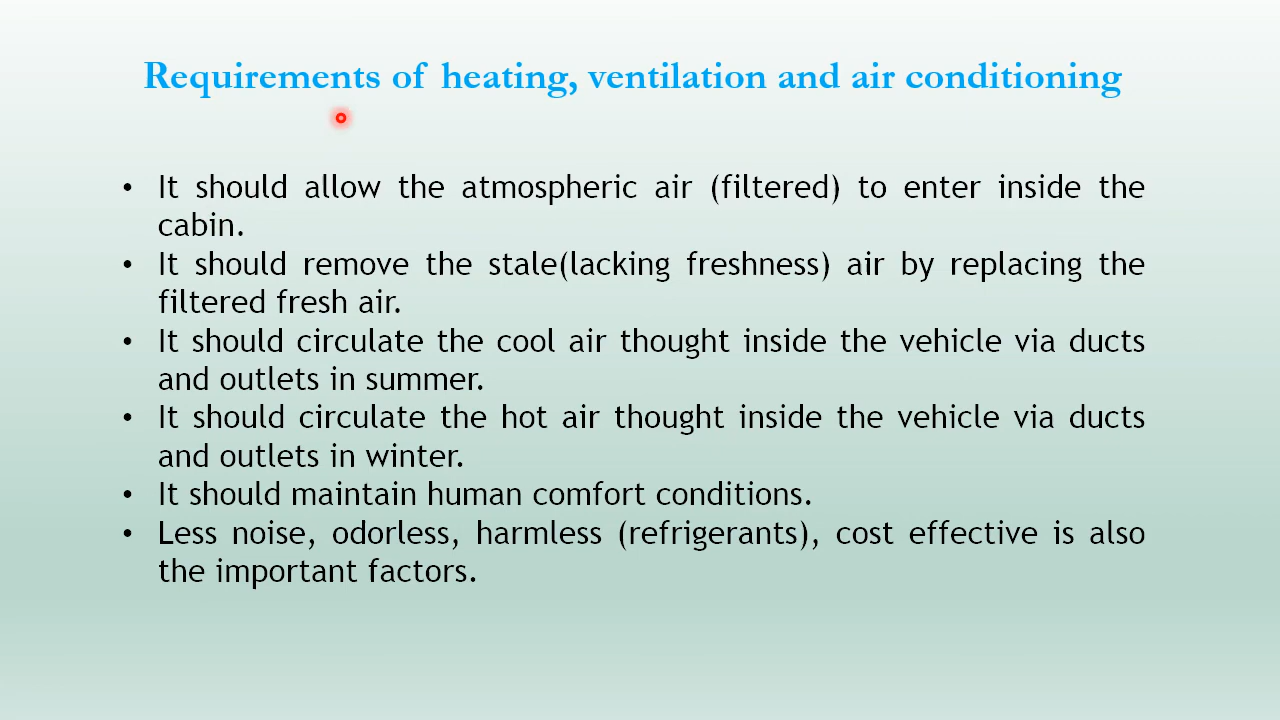 Requirements of heating, ventilation and air conditioning
• It should allow the atmospheric air (filtered) to enter inside the
cabin.
• It should remove the stale(lacking freshness) air by replacing the
filtered fresh air.
• It should circulate the cool air thought inside the vehicle via ducts
and outlets in summer.
• It should circulate the hot air thought inside the vehicle via ducts
and outlets in winter.
• It should maintain human comfort conditions.
• Less noise, odorless, harmless (refrigerants), cost effective is also
the important factors.